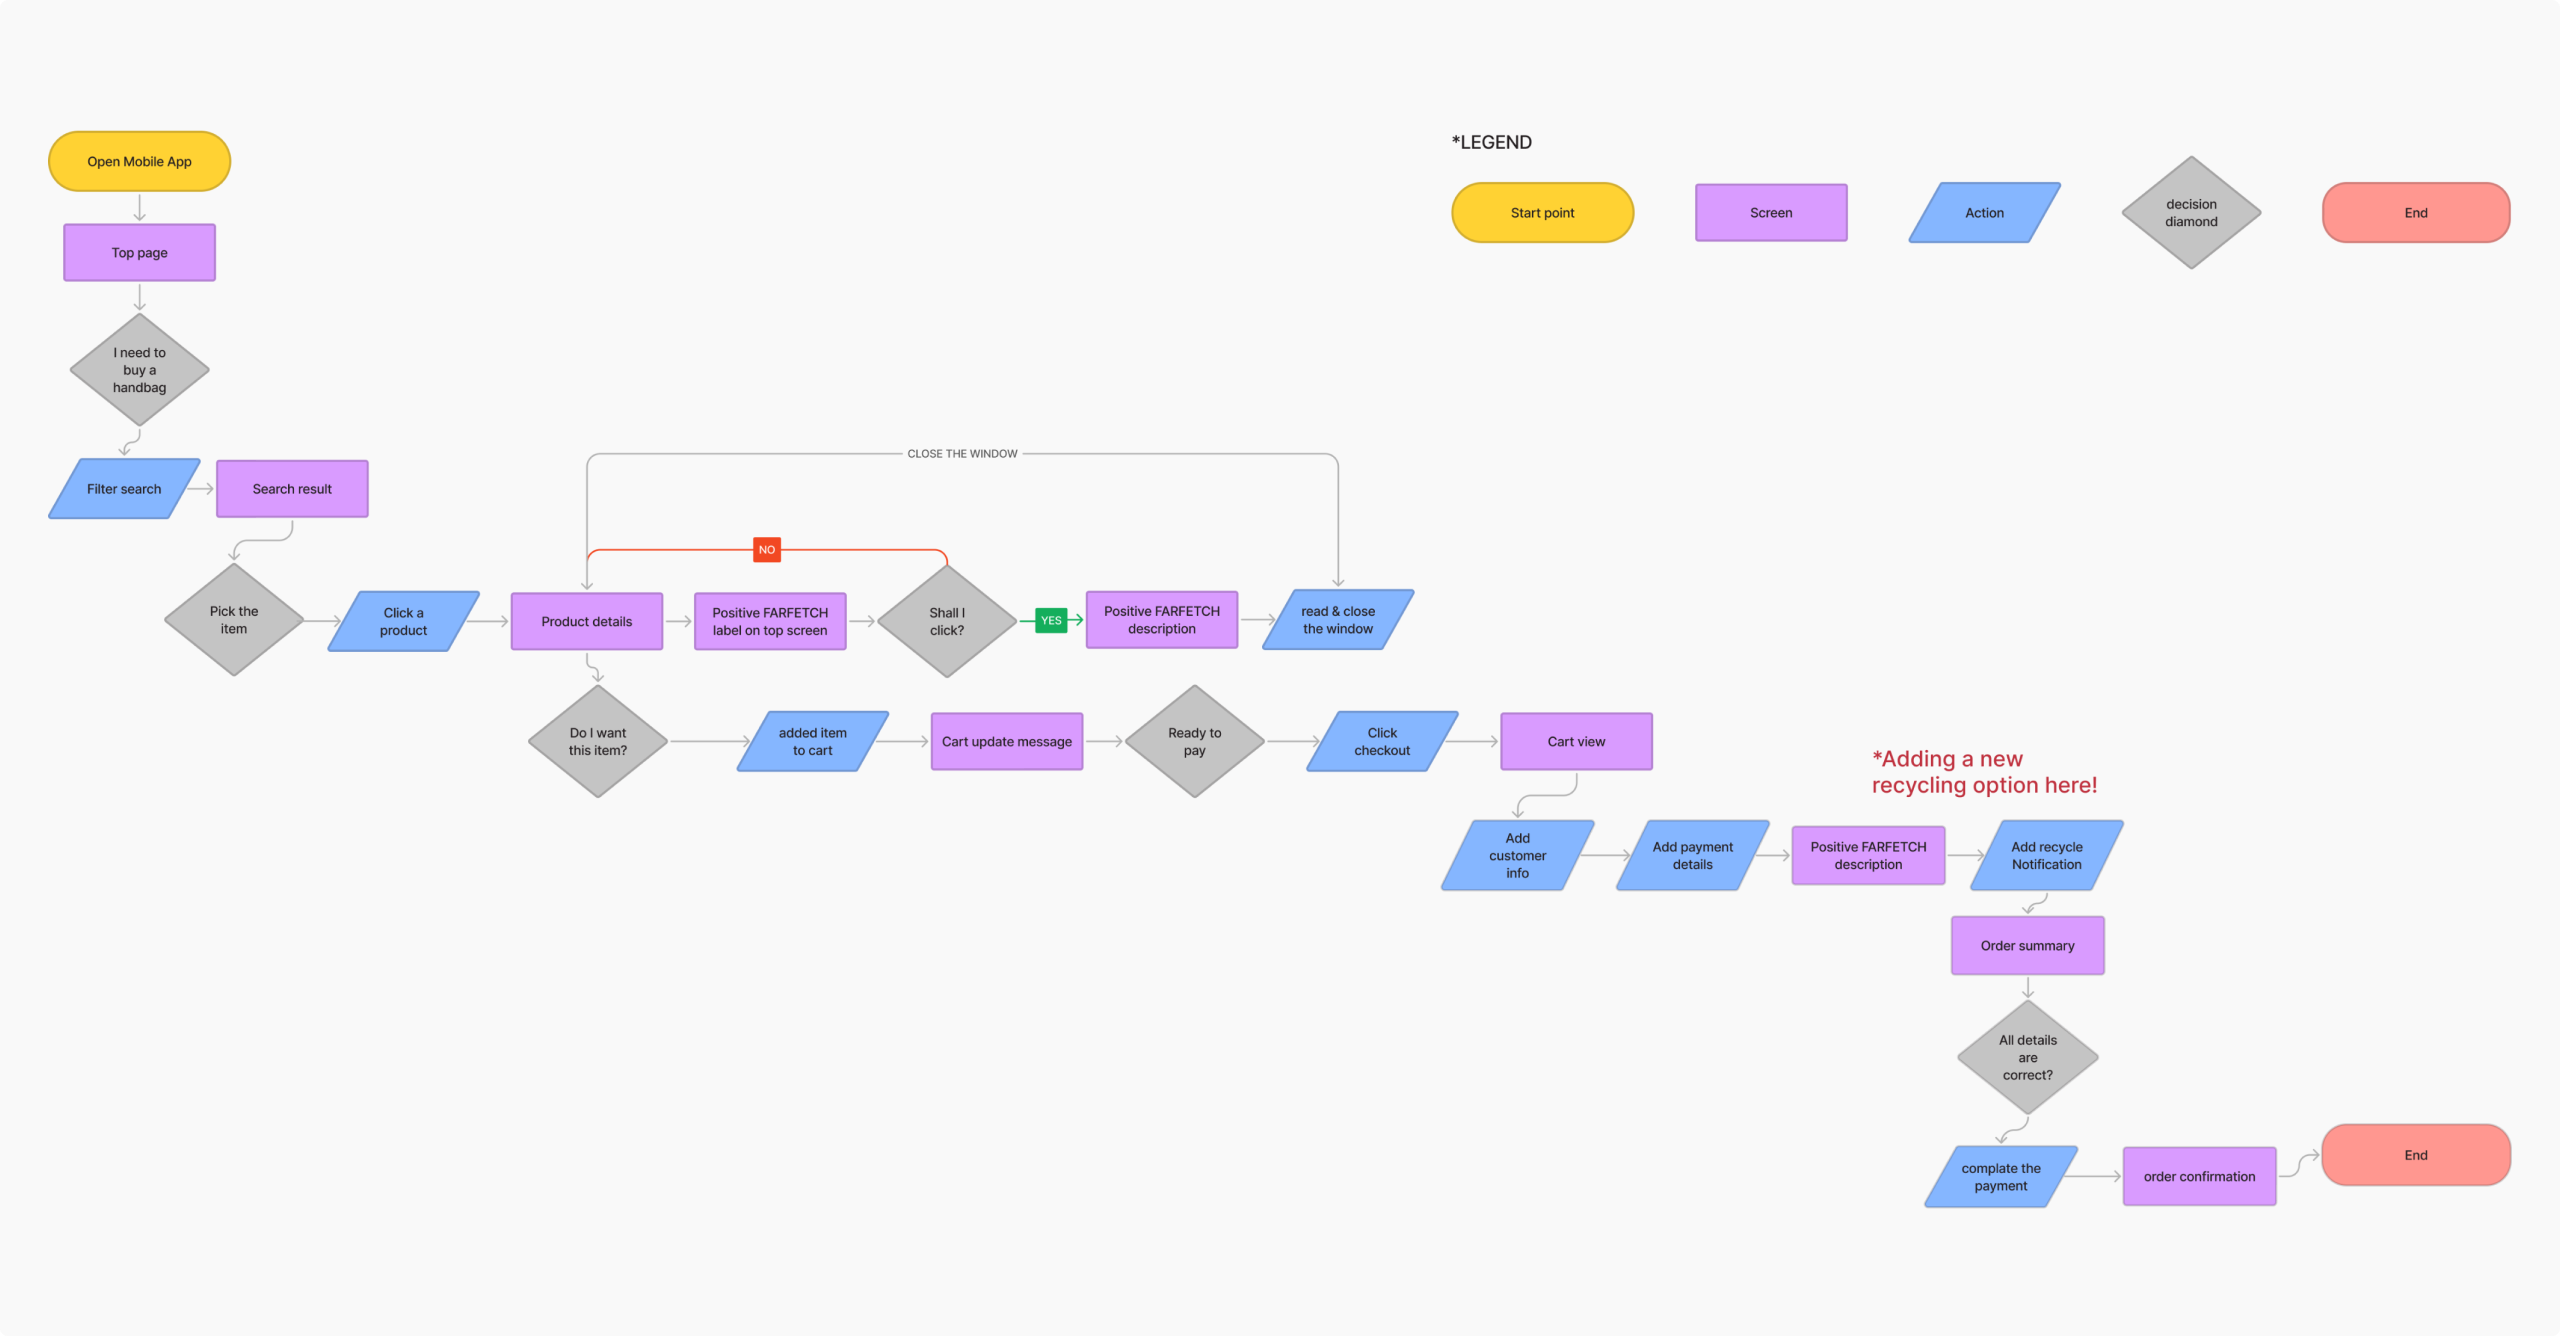 *LEGEND
Open Mobile App
Start point
Screen
Action
decision
diamond
End
Top page
I need to
buy a
handbag
Filter search
Search result
CLOSE THE WINDOW
NO
Pick the
item
Click a
product
Product details
Positive FARFETCH
label on top screen
Shall I
click?
YES
Positive FARFETCH
description
read & close
the window
Do I want
this item?
added item
to cart
Cart update message
Ready to
pay
Click
checkout
Cart view
*Adding a new
recycling option here!
Add
customer
info
Add payment
details
Positive FARFETCH
description
Add recycle
Notification
Order summary
All details
are
correct?
complate the
payment
order confirmation
End